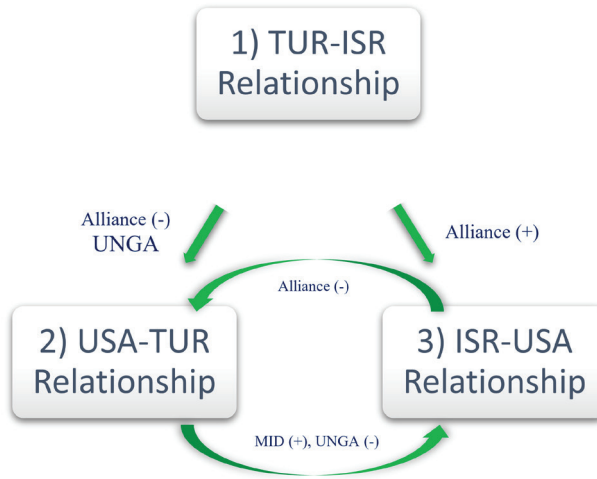 1) TUR-ISR
Relationship
Alliance (-)
UNGA
Alliance (+)
Alliance (-)
2) USA-TUR
Relationship
3) ISR-USA
Relationship
MID (+), UNGA (-)